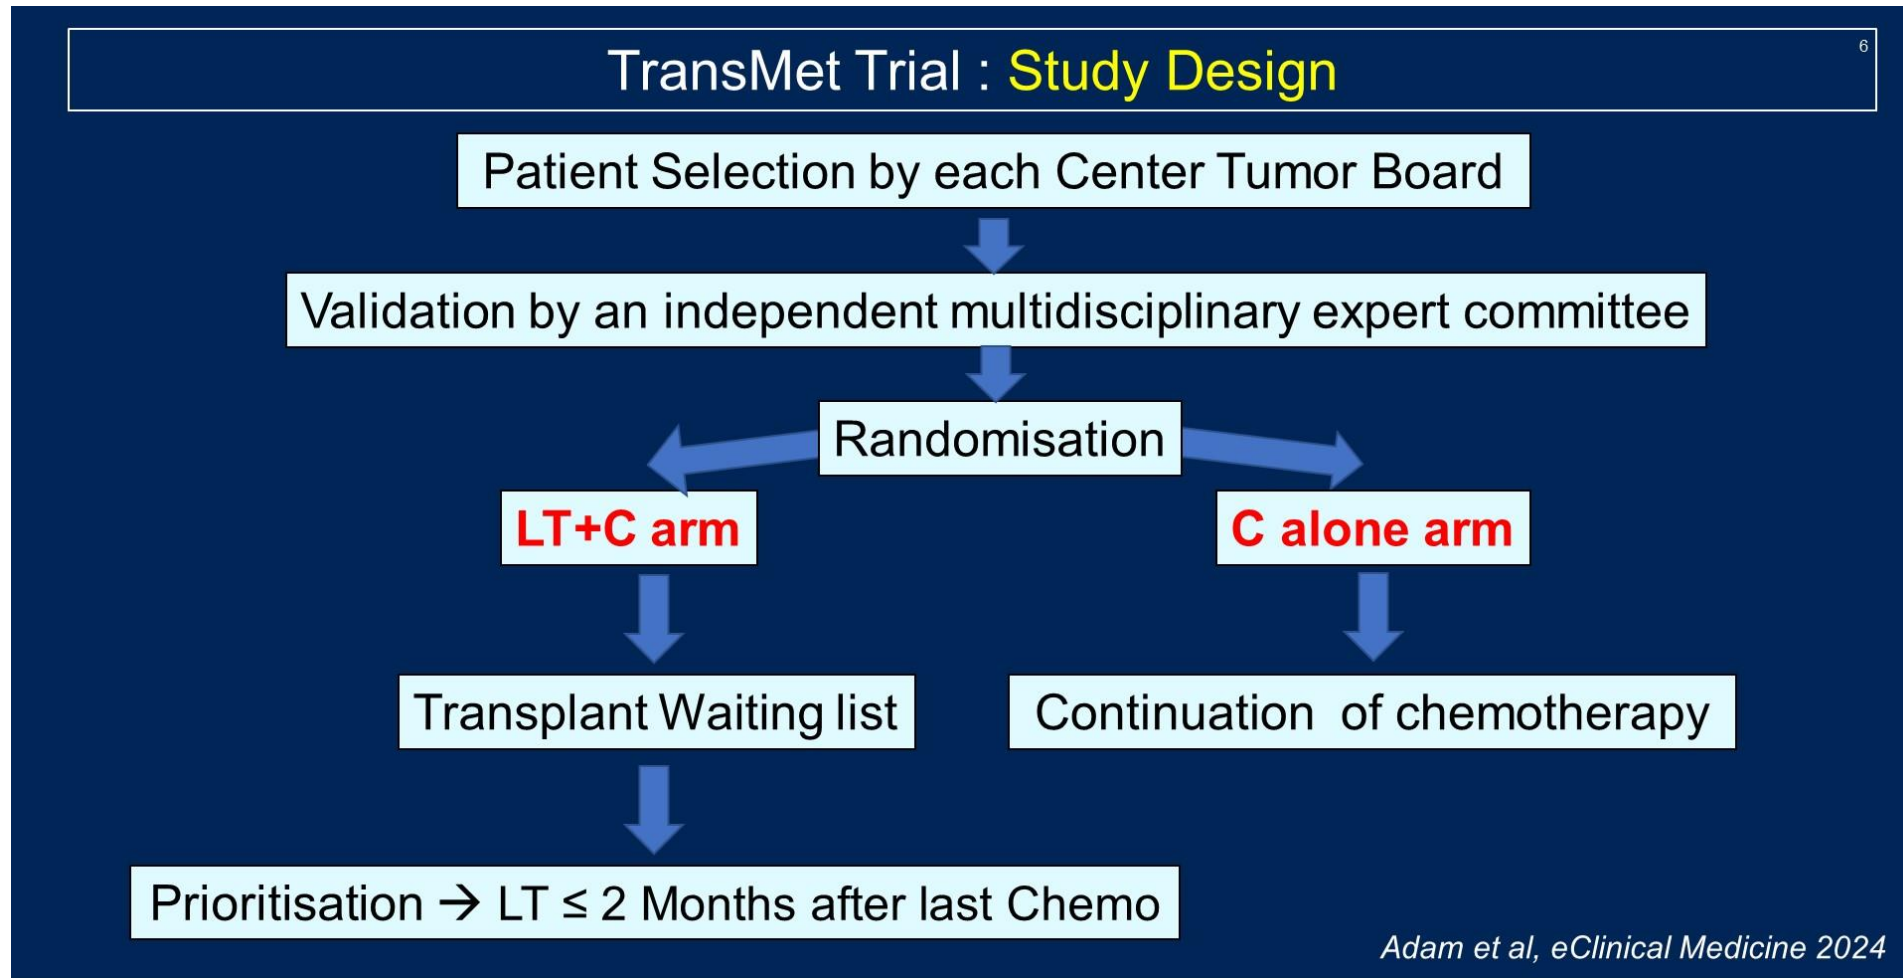 TransMet Trial : Study Design
6
Patient Selection by each Center Tumor Board
Validation by an independent multidisciplinary expert committee
Randomisation
LT+C arm
C alone arm
Transplant Waiting list
Continuation of chemotherapy
Prioritisation → LT ≤ 2 Months after last Chemo
Adam et al, eClinical Medicine 2024